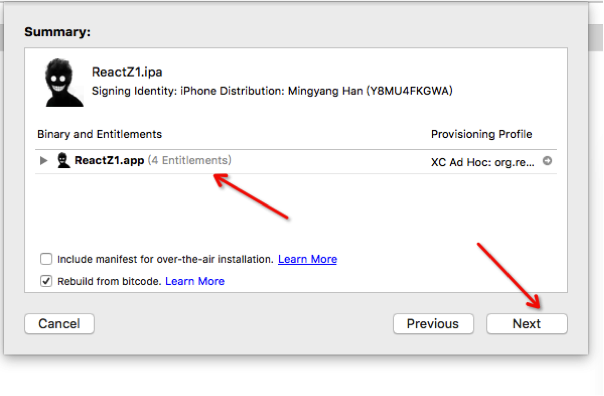 Summary:
ReactZ1.ipa
Signing Identity: iPhone Distribution: Mingyang Han (Y8MU4FKGWA)
Binary and Entitlements Provisioning Profile
ReactZ1.app (4 Entitlements) XC Ad Hoc: org.re...
Include manifest for over-the-air installation. Learn More
Rebuild from bitcode. Learn More
Cancel Previous Next